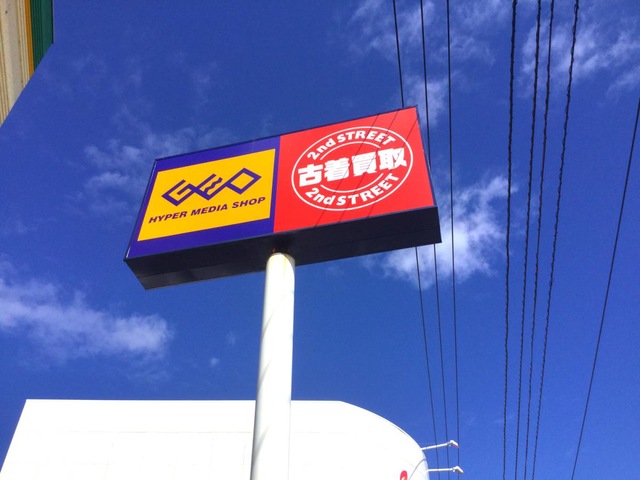 GEO
HYPER MEDIA SHOP
2nd STREET
古着買取
2nd STREET